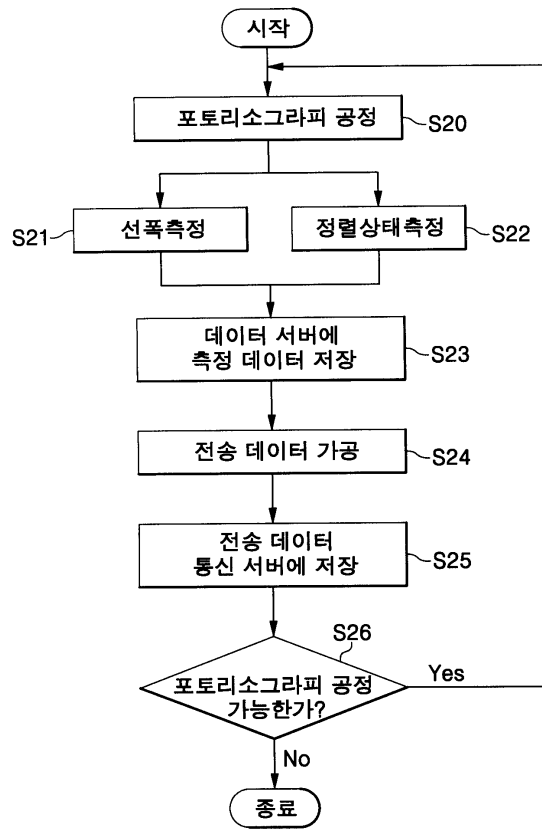 시작
포토리소그라피 공정
S20
선폭측정
S21
정렬상태측정
S22
데이터 서버에
측정 데이터 저장
S23
전송 데이터 가공
S24
전송 데이터
통신 서버에 저장
S25
S26
포토리소그라피 공정
가능한가?
Yes
No
종료